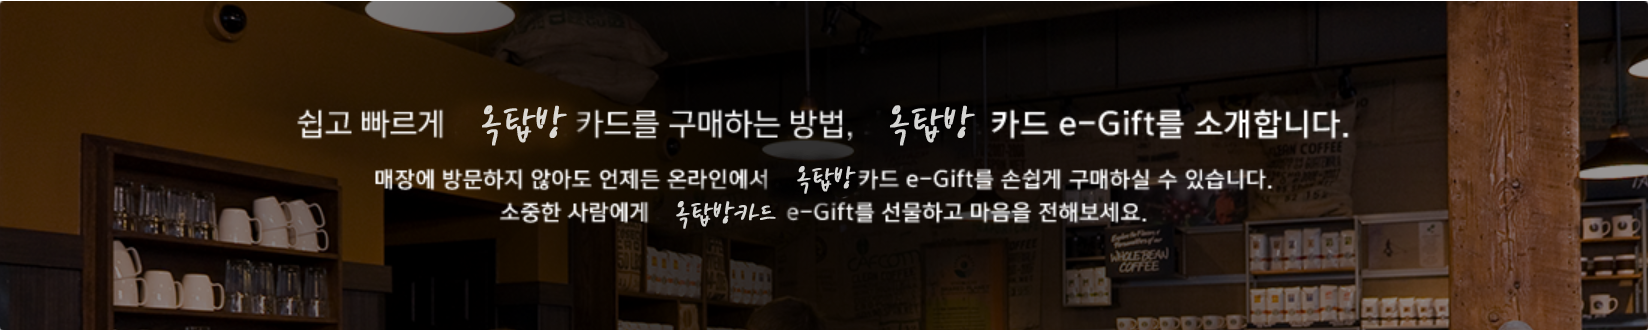 쉽고 빠르게 옥탑방 카드를 구매하는 방법, 옥탑방 카드 e-Gift를 소개합니다.
매장에 방문하지 않아도 언제든 온라인에서 옥탑방카드 e-Gift를 손쉽게 구매하실 수 있습니다.
소중한 사람에게 옥탑방카드 e-Gift를 선물하고 마음을 전해보세요.
WHOLE BEAN
COFFEE